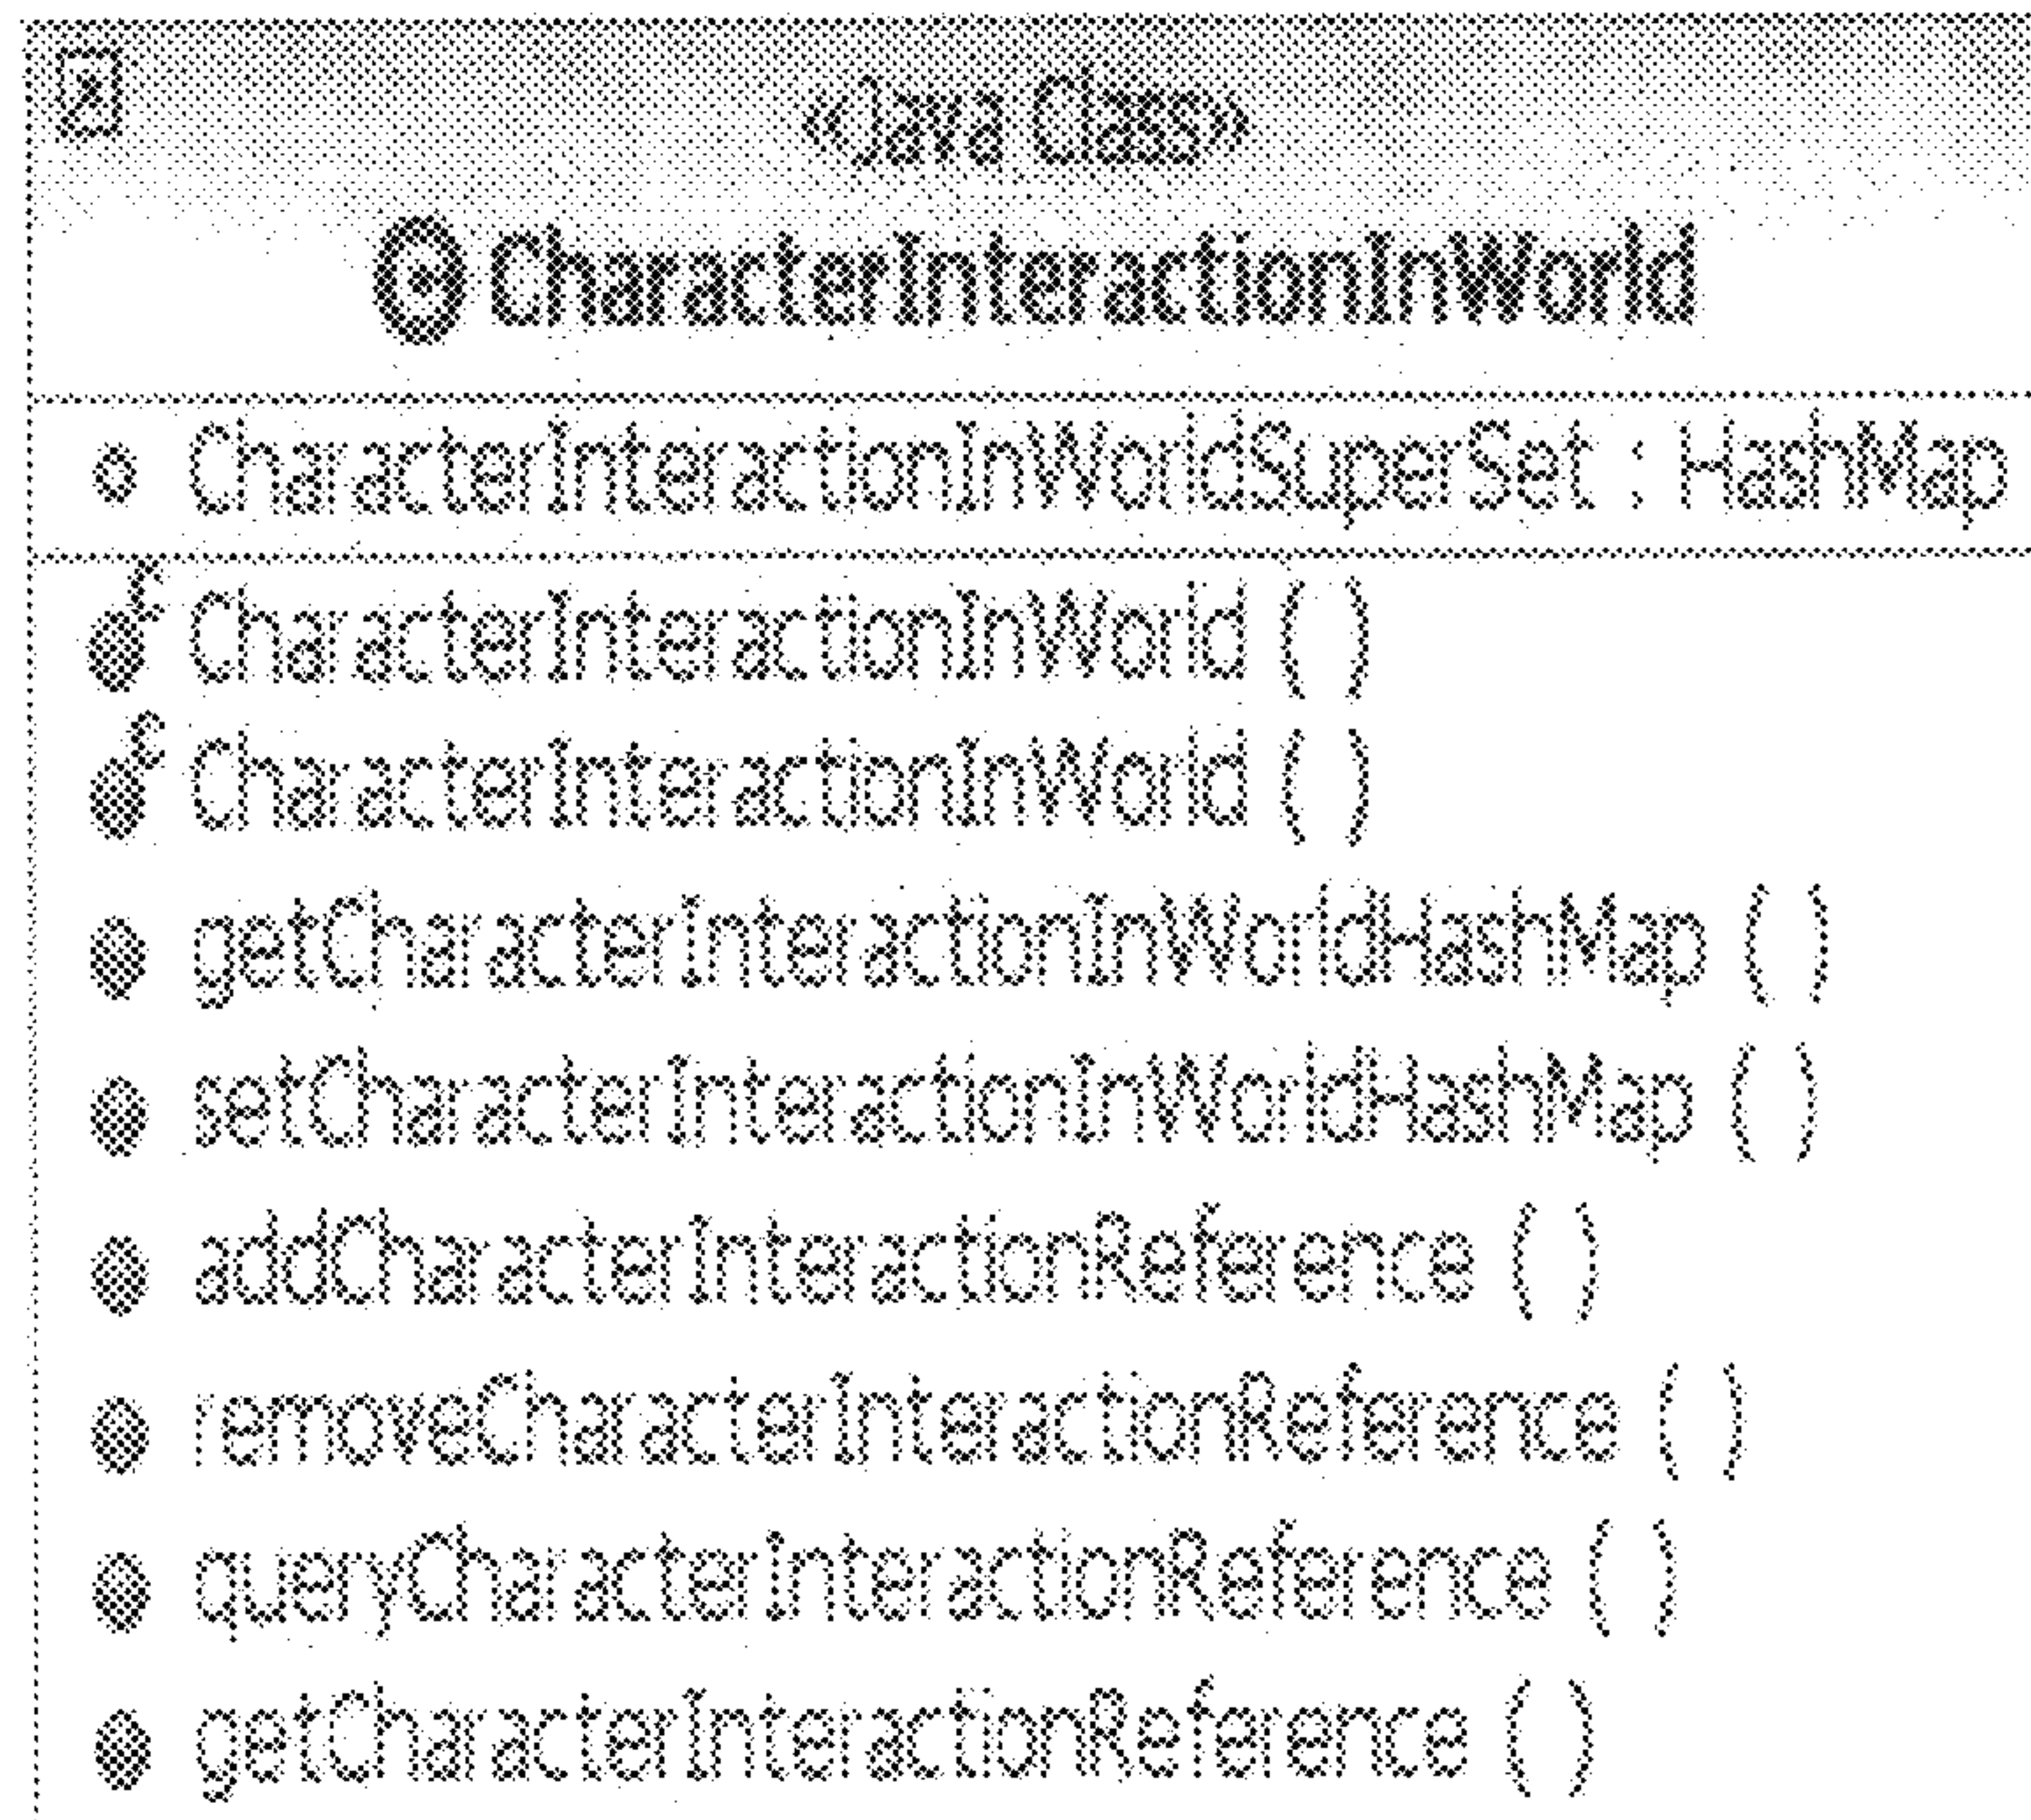 «Java Class»
CharacterInteractionInWorld
CharacterInteractionInWorldSuperSet : HashMap
CharacterInteractionInWorld ( )
CharacterInteractionInWorld ( )
getCharacterInteractionInWorldHashMap ( )
setCharacterInteractionInWorldHashMap ( )
addCharacterInteractionReference ( )
removeCharacterInteractionReference ( )
queryCharacterInteractionReference ( )
getCharacterInteractionReference ( )